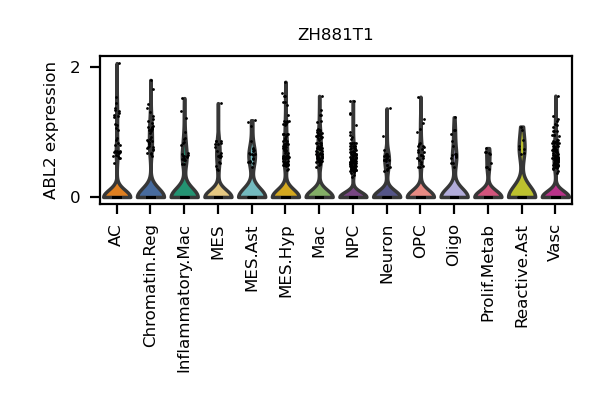 ZH881T1
ABL2 expression
2
0
AC
Chromatin.Reg
Inflammatory.Mac
MES
MES.Ast
MES.Hyp
Mac
NPC
Neuron
OPC
Oligo
Prolif.Metab
Reactive.Ast
Vasc